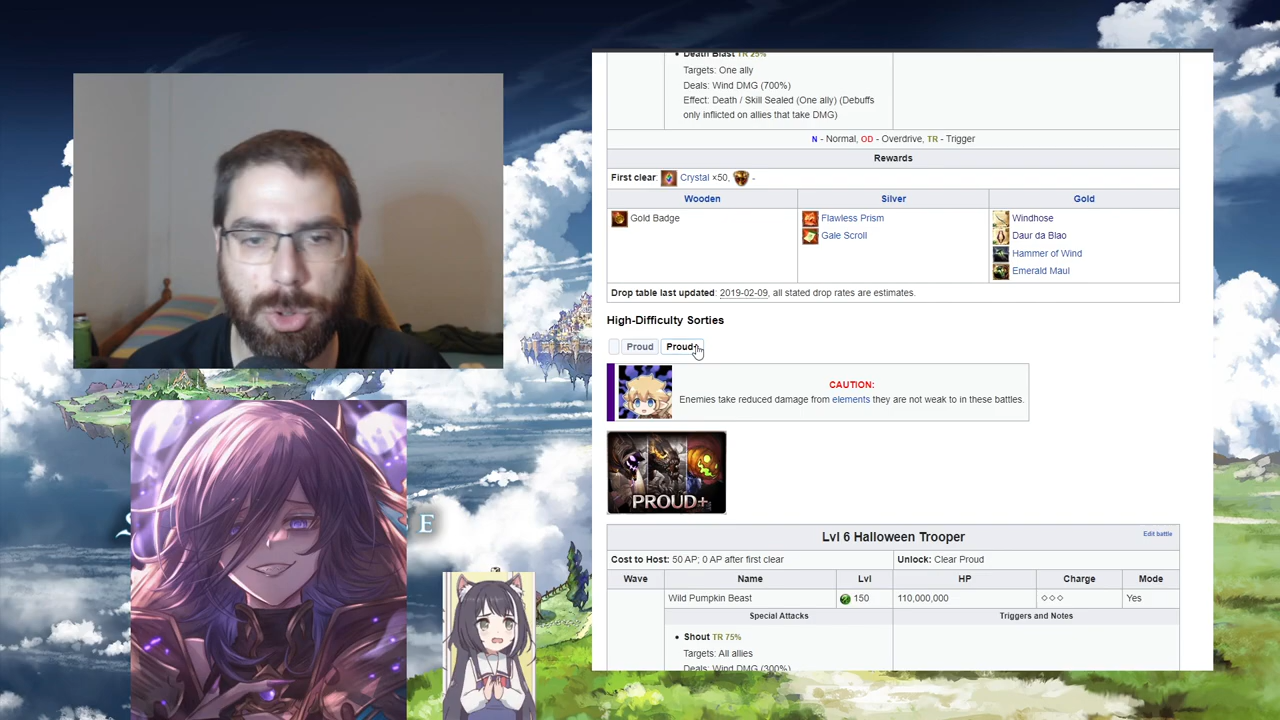 Death Blast TR 25%
Targets: One ally
Deals: Wind DMG (700%)
Effect: Death / Skill Sealed (One ally) (Debuffs
only inflicted on allies that take DMG)
N - Normal, OD - Overdrive, TR - Trigger
Rewards
First clear: Crystal ×50, -
Wooden Silver Gold
Gold Badge
Flawless Prism
Gale Scroll
Windhose
Daur da Blao
Hammer of Wind
Emerald Maul
Drop table last updated: 2019-02-09, all stated drop rates are estimates.
High-Difficulty Sorties
Proud Proud+
CAUTION:
Enemies take reduced damage from elements they are not weak to in these battles.
PROUD+
Lvl 6 Halloween Trooper
Edit battle
Cost to Host: 50 AP; 0 AP after first clear Unlock: Clear Proud
Wave Name Lvl HP Charge Mode
Wild Pumpkin Beast 150 110,000,000 ◇◇◇ Yes
Special Attacks Triggers and Notes
Shout TR 75%
Targets: All allies
Deals: Wind DMG (300%)
E